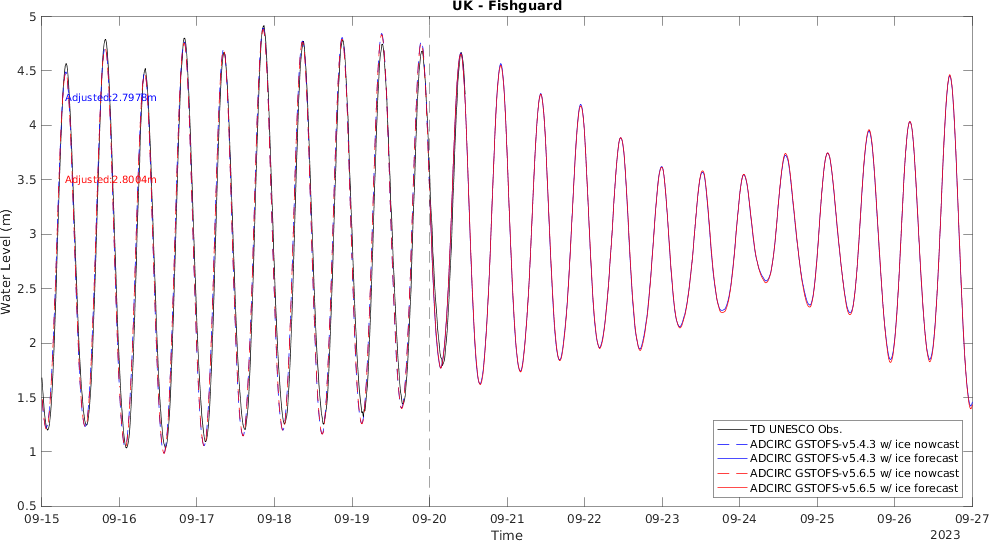 UK - Fishguard
5
4.5
4
3.5
3
2.5
2
1.5
1
0.5
Water Level (m)
Adjusted:2.7978m
Adjusted:2.8004m
TD UNESCO Obs.
ADCIRC GSTOFS-v5.4.3 w/ ice nowcast
ADCIRC GSTOFS-v5.4.3 w/ ice forecast
ADCIRC GSTOFS-v5.6.5 w/ ice nowcast
ADCIRC GSTOFS-v5.6.5 w/ ice forecast
09-15 09-16 09-17 09-18 09-19 09-20 09-21 09-22 09-23 09-24 09-25 09-26 09-27
Time
2023